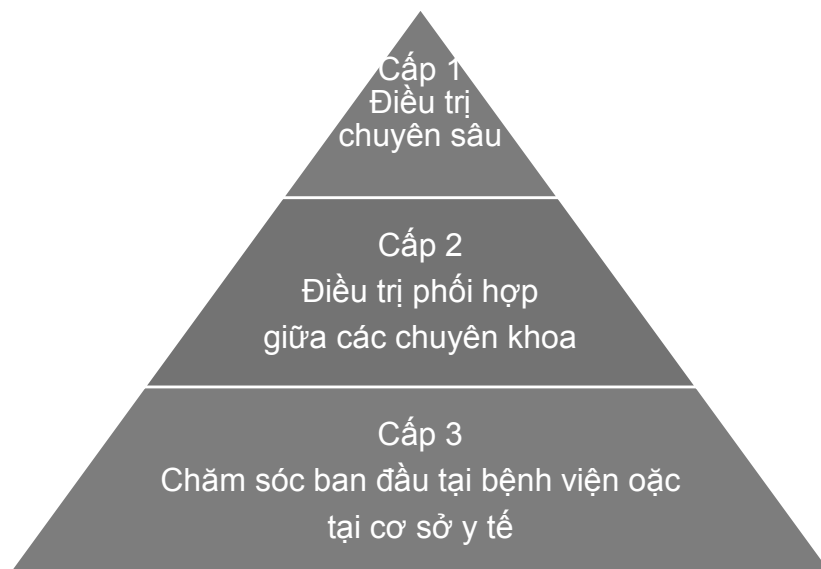 Cấp 1
Điều trị
chuyên sâu
Cấp 2
Điều trị phối hợp
giữa các chuyên khoa
Cấp 3
Chăm sóc ban đầu tại bệnh viện oặc
tại cơ sở y tế